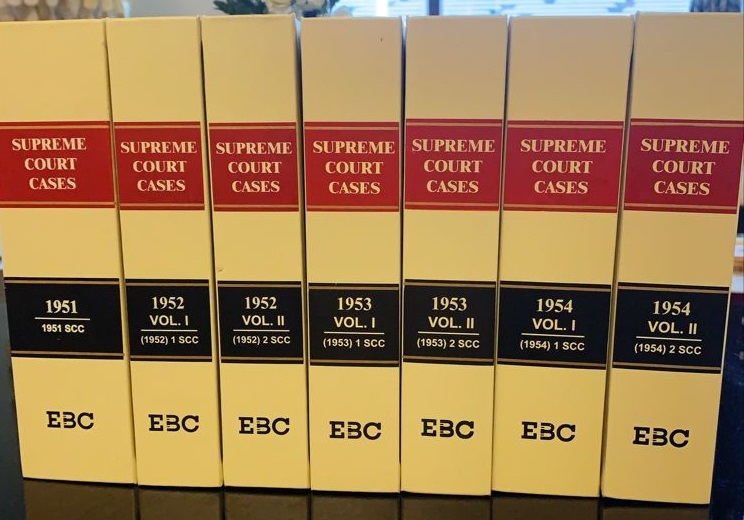 SUPREME
COURT
CASES
1951
1951 SCC
EBC
SUPREME
COURT
CASES
1952
VOL. I
(1952) 1 SCC
EBC
SUPREME
COURT
CASES
1952
VOL. II
(1952) 2 SCC
EBC
SUPREME
COURT
CASES
1953
VOL. I
(1953) 1 SCC
EBC
SUPREME
COURT
CASES
1953
VOL. II
(1953) 2 SCC
EBC
SUPREME
COURT
CASES
1954
VOL. I
(1954) 1 SCC
EBC
SUPREME
COURT
CASES
1954
VOL. II
(1954) 2 SCC
EBC